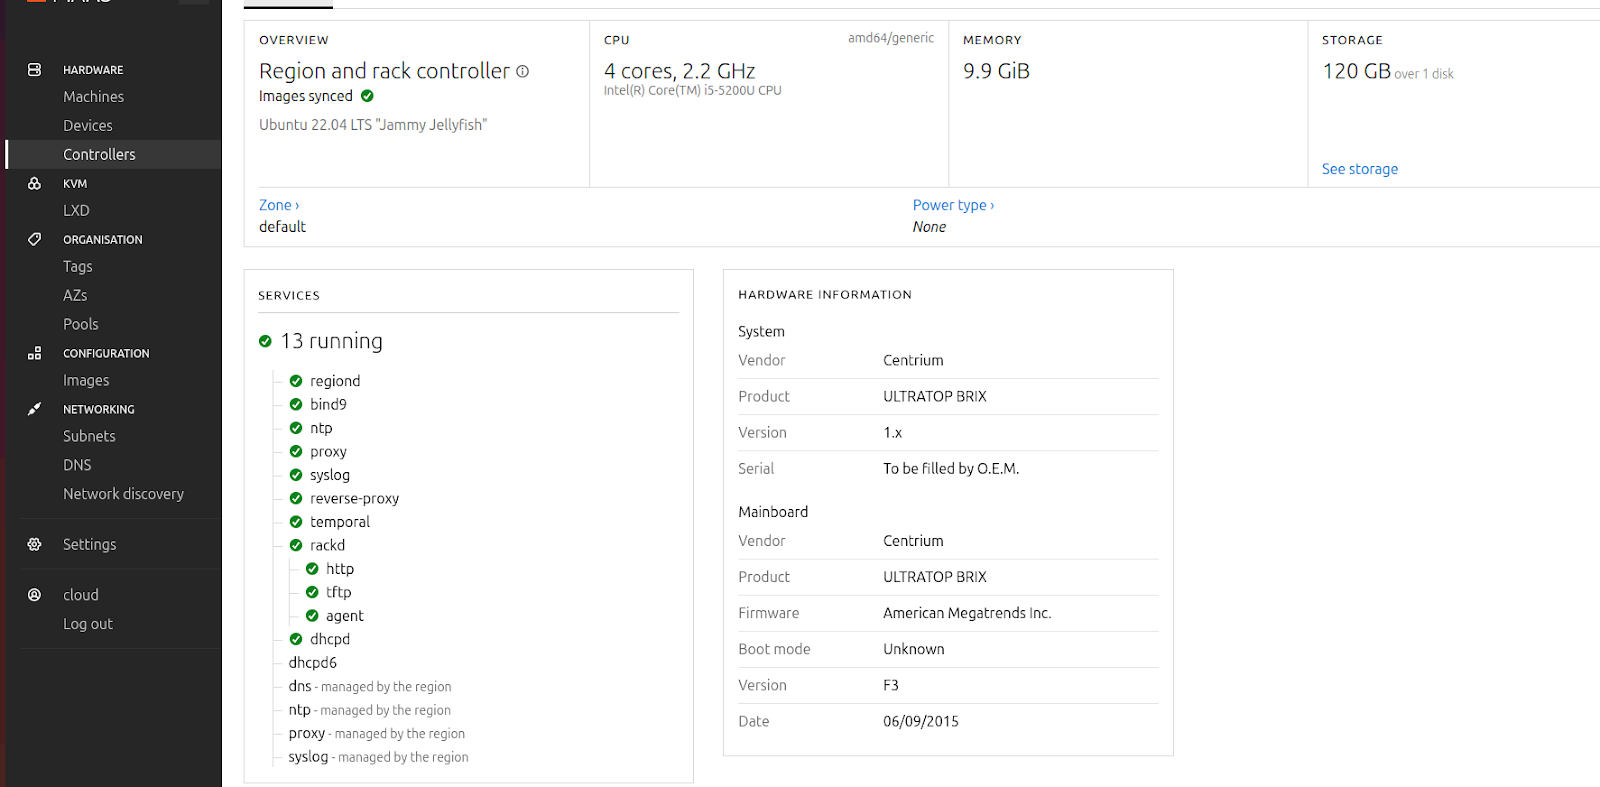 HARDWARE
Machines
Devices
Controllers
KVM
LXD
ORGANISATION
Tags
AZs
Pools
CONFIGURATION
Images
NETWORKING
Subnets
DNS
Network discovery
Settings
cloud
Log out
OVERVIEW
Region and rack controller
Images synced
Ubuntu 22.04 LTS "Jammy Jellyfish"
CPU
amd64/generic
4 cores, 2.2 GHz
Intel(R) Core(TM) i5-5200U CPU
MEMORY
9.9 GiB
STORAGE
120 GB over 1 disk
See storage
Zone ›
default
Power type ›
None
SERVICES
13 running
regiond
bind9
ntp
proxy
syslog
reverse-proxy
temporal
rackd
http
tftp
agent
dhcpd
dhcpd6
dns - managed by the region
ntp - managed by the region
proxy - managed by the region
syslog - managed by the region
HARDWARE INFORMATION
System
Vendor Centrium
Product ULTRATOP BRIX
Version 1.x
Serial To be filled by O.E.M.
Mainboard
Vendor Centrium
Product ULTRATOP BRIX
Firmware American Megatrends Inc.
Boot mode Unknown
Version F3
Date 06/09/2015